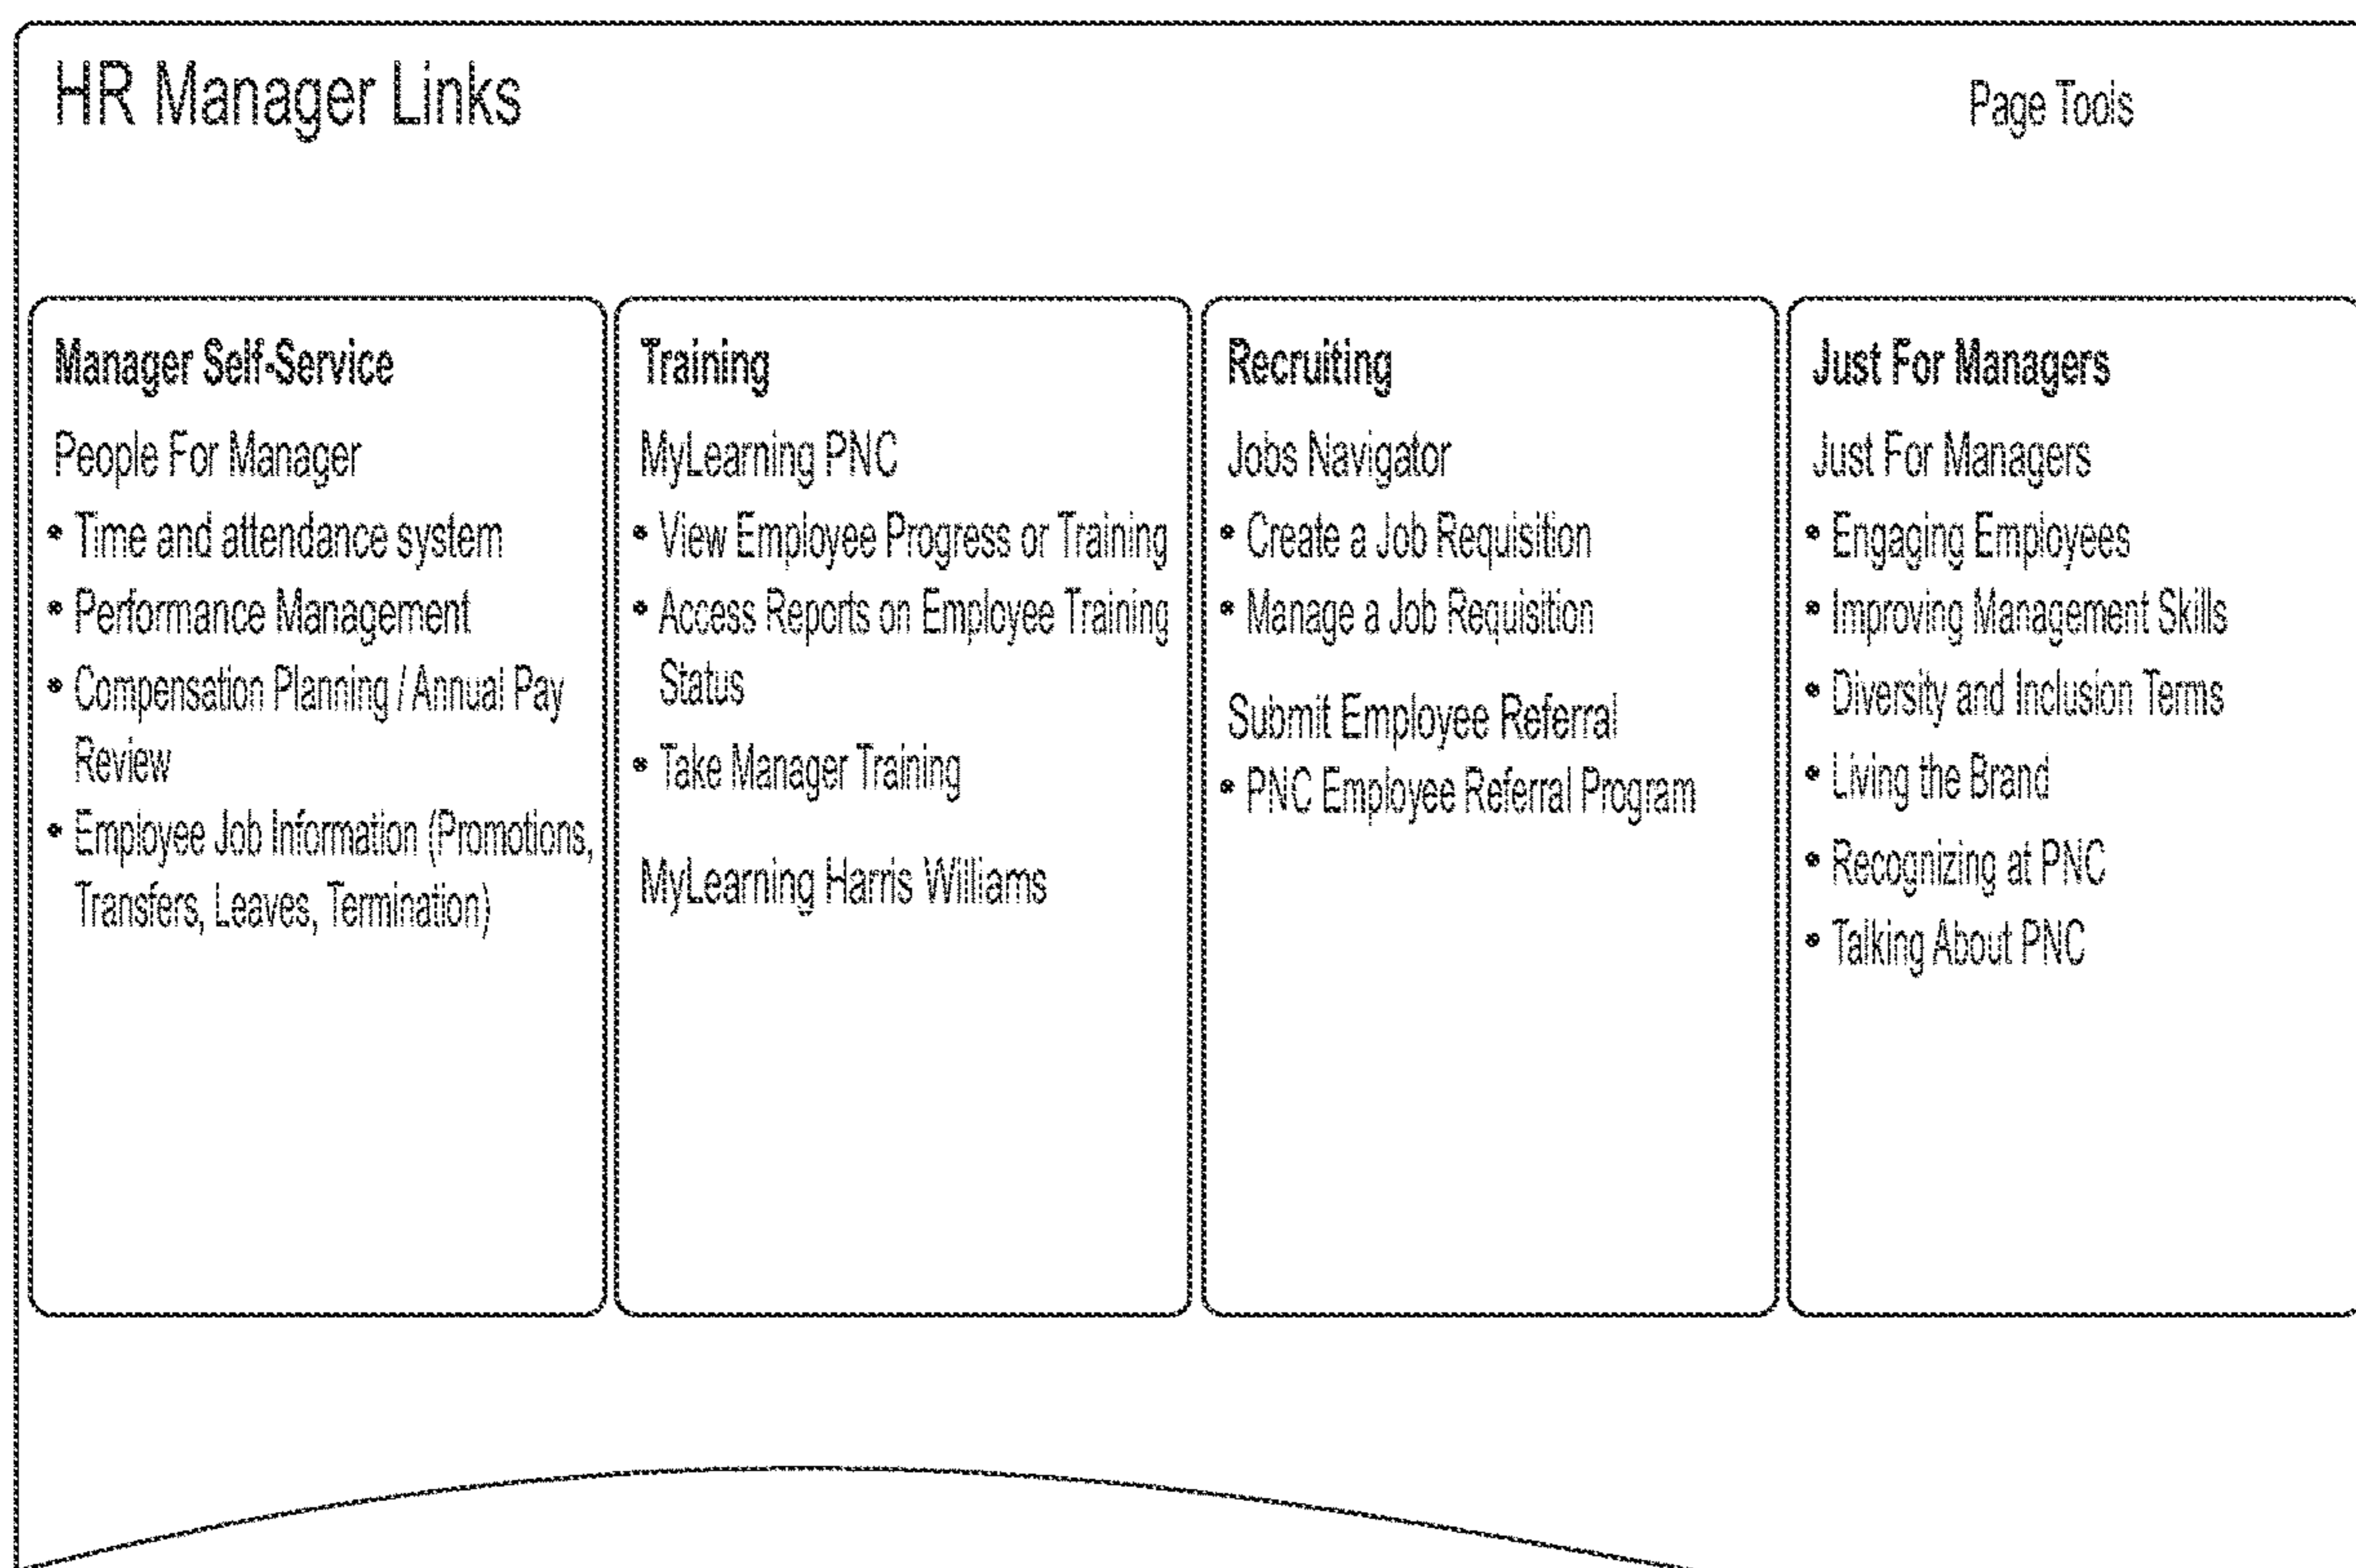 HR Manager Links
Page Tools
Manager Self-Service
People For Manager
• Time and attendance system
• Performance Management
• Compensation Planning / Annual Pay
Review
• Employee Job Information (Promotions,
Transfers, Leaves, Termination)
Training
MyLearning PNC
• View Employee Progress or Training
• Access Reports on Employee Training
Status
• Take Manager Training
MyLearning Harris Williams
Recruiting
Jobs Navigator
• Create a Job Requisition
• Manage a Job Requisition
Submit Employee Referral
• PNC Employee Referral Program
Just For Managers
Just For Managers
• Engaging Employees
• Improving Management Skills
• Diversity and Inclusion Terms
• Living the Brand
• Recognizing at PNC
• Talking About PNC